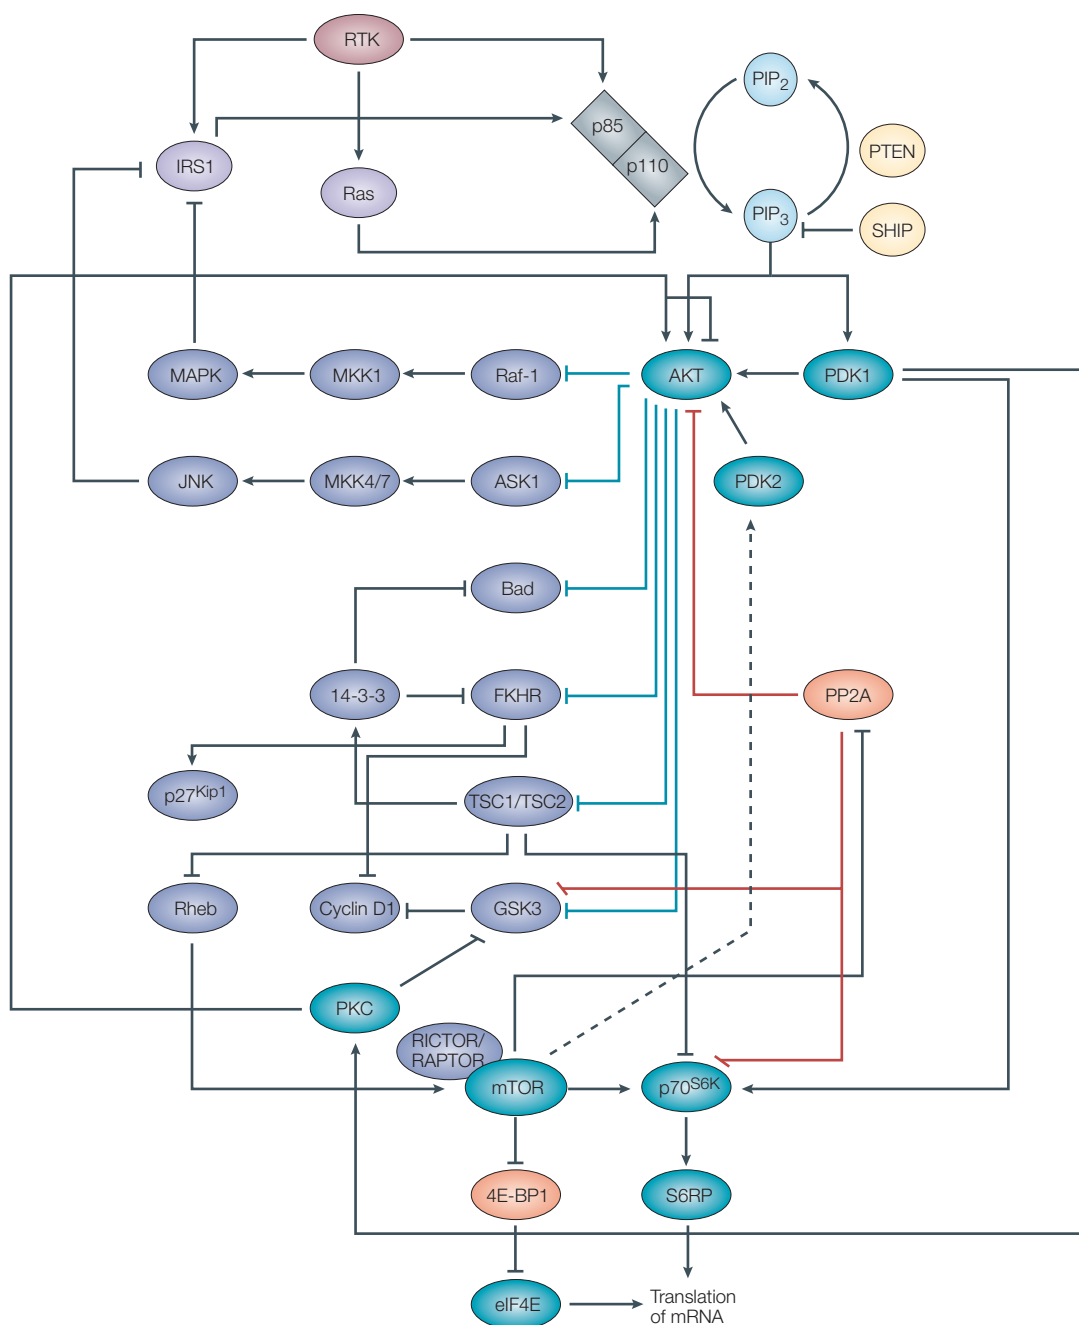 RTK
PIP2
p85
PTEN
IRS1
p110
Ras
PIP3
SHIP
MAPK
MKK1
Raf-1
AKT
PDK1
JNK
MKK4/7
ASK1
PDK2
Bad
14-3-3
FKHR
PP2A
p27Kip1
TSC1/TSC2
Rheb
Cyclin D1
GSK3
PKC
RICTOR/
RAPTOR
mTOR
p70S6K
4E-BP1
S6RP
eIF4E
Translation
of mRNA